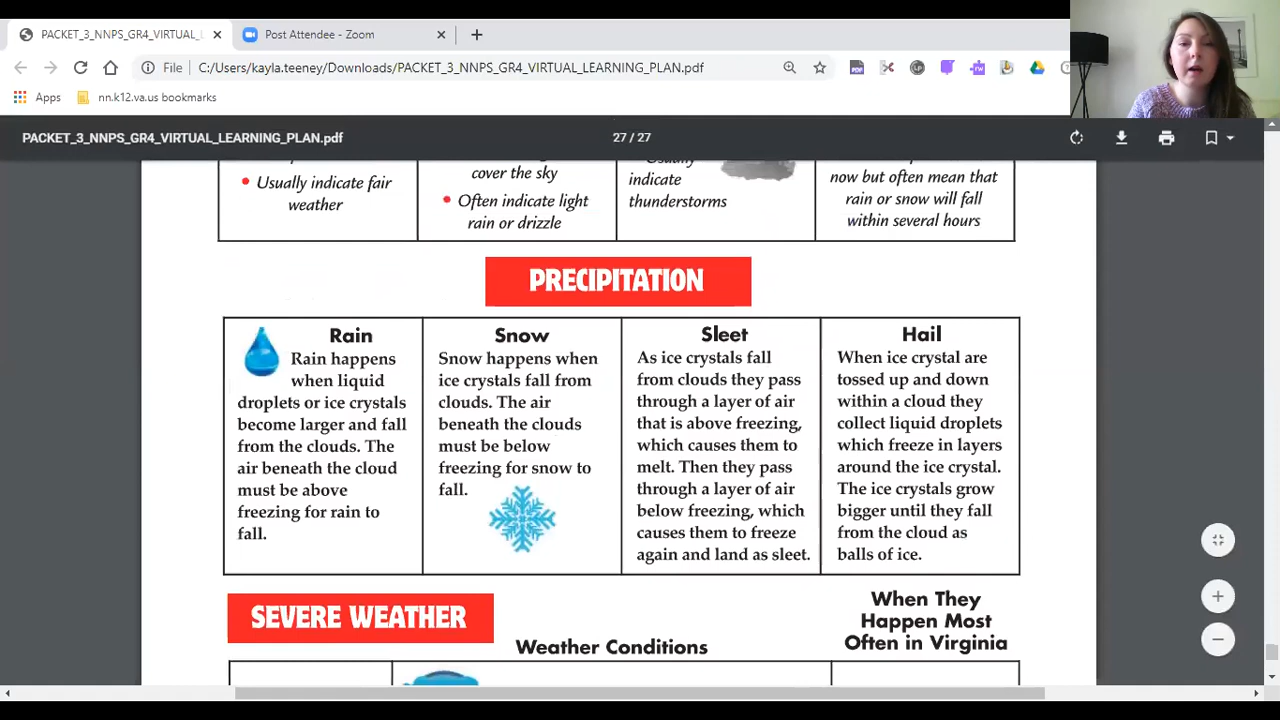 PACKET_3_NNPS_GR4_VIRTUAL_L
Post Attendee - Zoom
File
C:/Users/kayla.teeney/Downloads/PACKET_3_NNPS_GR4_VIRTUAL_LEARNING_PLAN.pdf
Apps
nn.k12.va.us bookmarks
PACKET_3_NNPS_GR4_VIRTUAL_LEARNING_PLAN.pdf
27 / 27
• Usually indicate fair
weather
cover the sky
• Often indicate light
rain or drizzle
Usually
indicate
thunderstorms
now but often mean that
rain or snow will fall
within several hours
PRECIPITATION
Rain
Rain happens
when liquid
droplets or ice crystals
become larger and fall
from the clouds. The
air beneath the cloud
must be above
freezing for rain to
fall.
Snow
Snow happens when
ice crystals fall from
clouds. The air
beneath the clouds
must be below
freezing for snow to
fall.
Sleet
As ice crystals fall
from clouds they pass
through a layer of air
that is above freezing,
which causes them to
melt. Then they pass
through a layer of air
below freezing, which
causes them to freeze
again and land as sleet.
Hail
When ice crystal are
tossed up and down
within a cloud they
collect liquid droplets
which freeze in layers
around the ice crystal.
The ice crystals grow
bigger until they fall
from the cloud as
balls of ice.
SEVERE WEATHER
Weather Conditions
When They
Happen Most
Often in Virginia